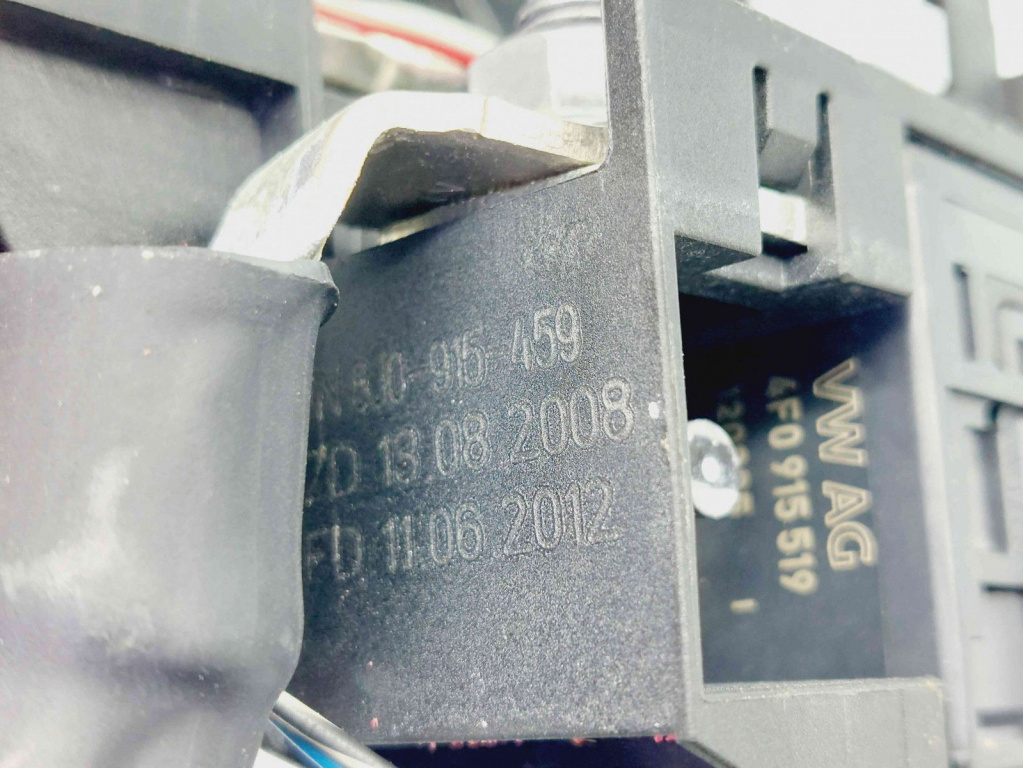 915 459
ZD 13 08 2008
FD 11.06 2012
VW AG
4F0 915 519